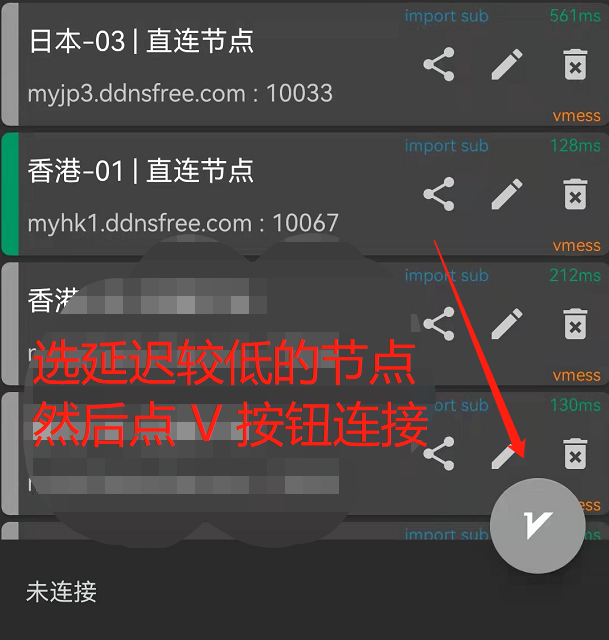 import sub 561ms
日本-03 | 直连节点
myjp3.ddnsfree.com : 10033
vmess
import sub 128ms
香港-01 | 直连节点
myhk1.ddnsfree.com : 10067
vmess
import sub 212ms
香港
选延迟较低的节点
vmess
import sub 130ms
然后点 V 按钮连接
import sub
未连接